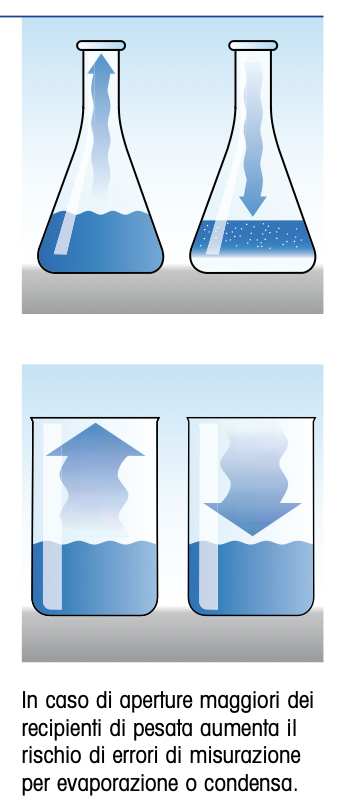 In caso di aperture maggiori dei
recipienti di pesata aumenta il
rischio di errori di misurazione
per evaporazione o condensa.